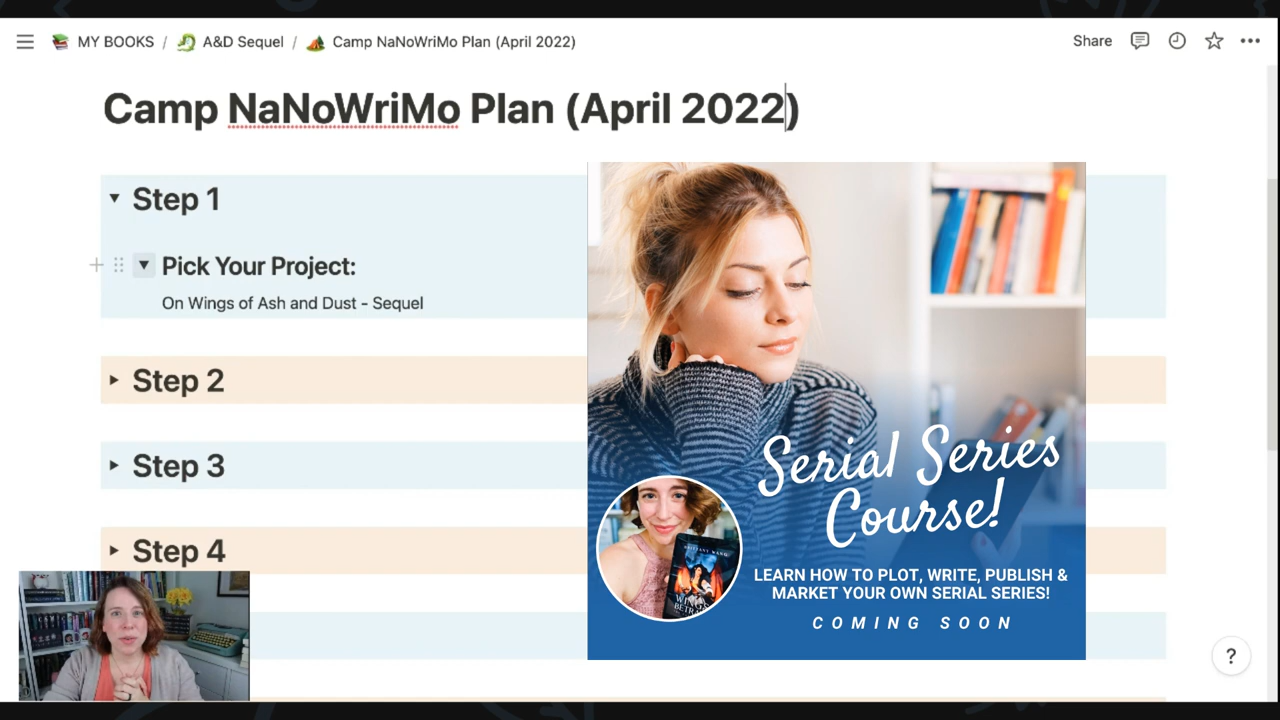 MY BOOKS / A&D Sequel / Camp NaNoWriMo Plan (April 2022)
Share
Camp NaNoWriMo Plan (April 2022)
Step 1
Pick Your Project:
On Wings of Ash and Dust - Sequel
Step 2
Step 3
Step 4
Serial Series
Course!
LEARN HOW TO PLOT, WRITE, PUBLISH &
MARKET YOUR OWN SERIAL SERIES!
COMING SOON
BRITTANY WANG
?